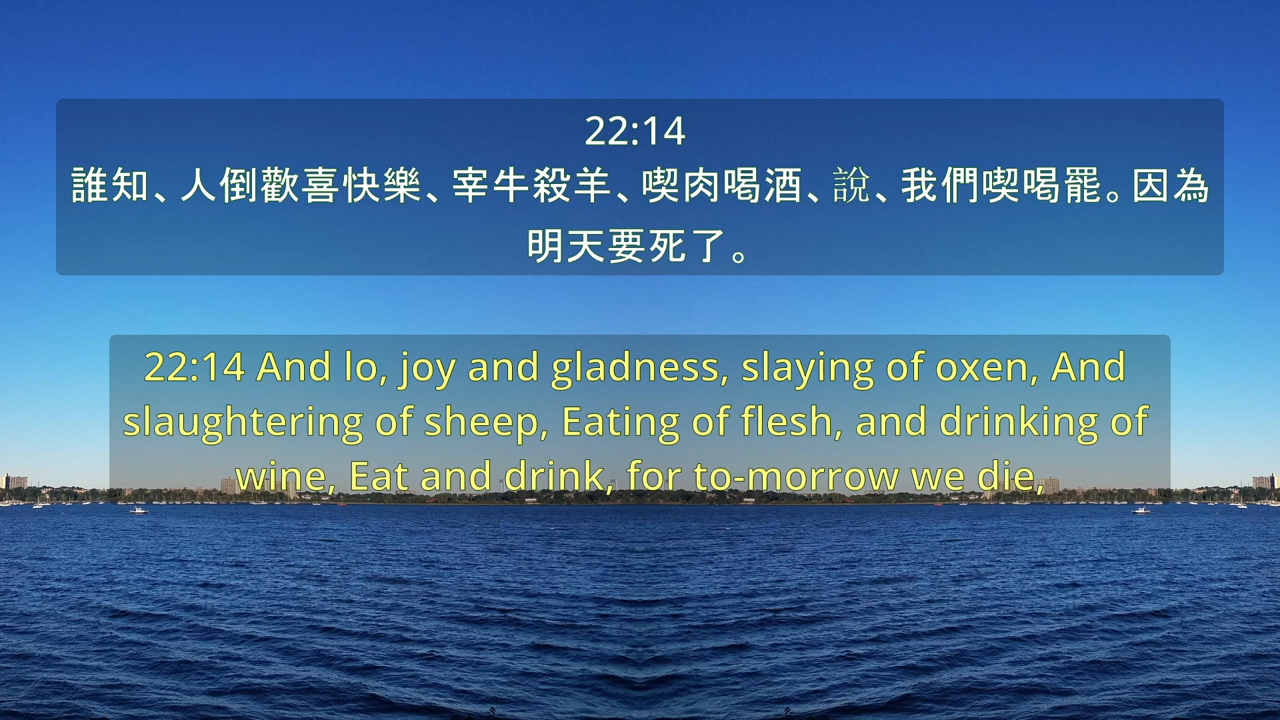 22:14
誰知、人倒歡喜快樂、宰牛殺羊、喫肉喝酒、說、我們喫喝罷。因為
明天要死了。
22:14 And lo, joy and gladness, slaying of oxen, And
slaughtering of sheep, Eating of flesh, and drinking of
wine, Eat and drink, for to-morrow we die,